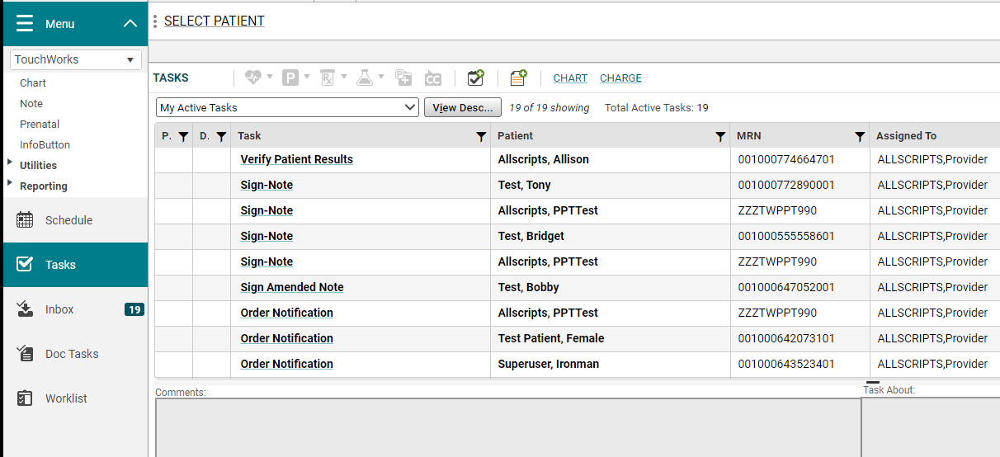 Menu
SELECT PATIENT
TouchWorks
Chart
Note
Prenatal
InfoButton
Utilities
Reporting
Schedule
Tasks
Inbox 19
Doc Tasks
Worklist
TASKS P Rx P CC CHART CHARGE
My Active Tasks View Desc... 19 of 19 showing Total Active Tasks: 19
P. D. Task Patient MRN Assigned To
Verify Patient Results Allscripts, Allison 001000774664701 ALLSCRIPTS,Provider
Sign-Note Test, Tony 001000772890001 ALLSCRIPTS,Provider
Sign-Note Allscripts, PPTTest ZZZTWPPT990 ALLSCRIPTS,Provider
Sign-Note Test, Bridget 001000555558601 ALLSCRIPTS,Provider
Sign-Note Allscripts, PPTTest ZZZTWPPT990 ALLSCRIPTS,Provider
Sign Amended Note Test, Bobby 001000647052001 ALLSCRIPTS,Provider
Order Notification Allscripts, PPTTest ZZZTWPPT990 ALLSCRIPTS,Provider
Order Notification Test Patient, Female 001000642073101 ALLSCRIPTS,Provider
Order Notification Superuser, Ironman 001000643523401 ALLSCRIPTS,Provider
Comments: Task About: